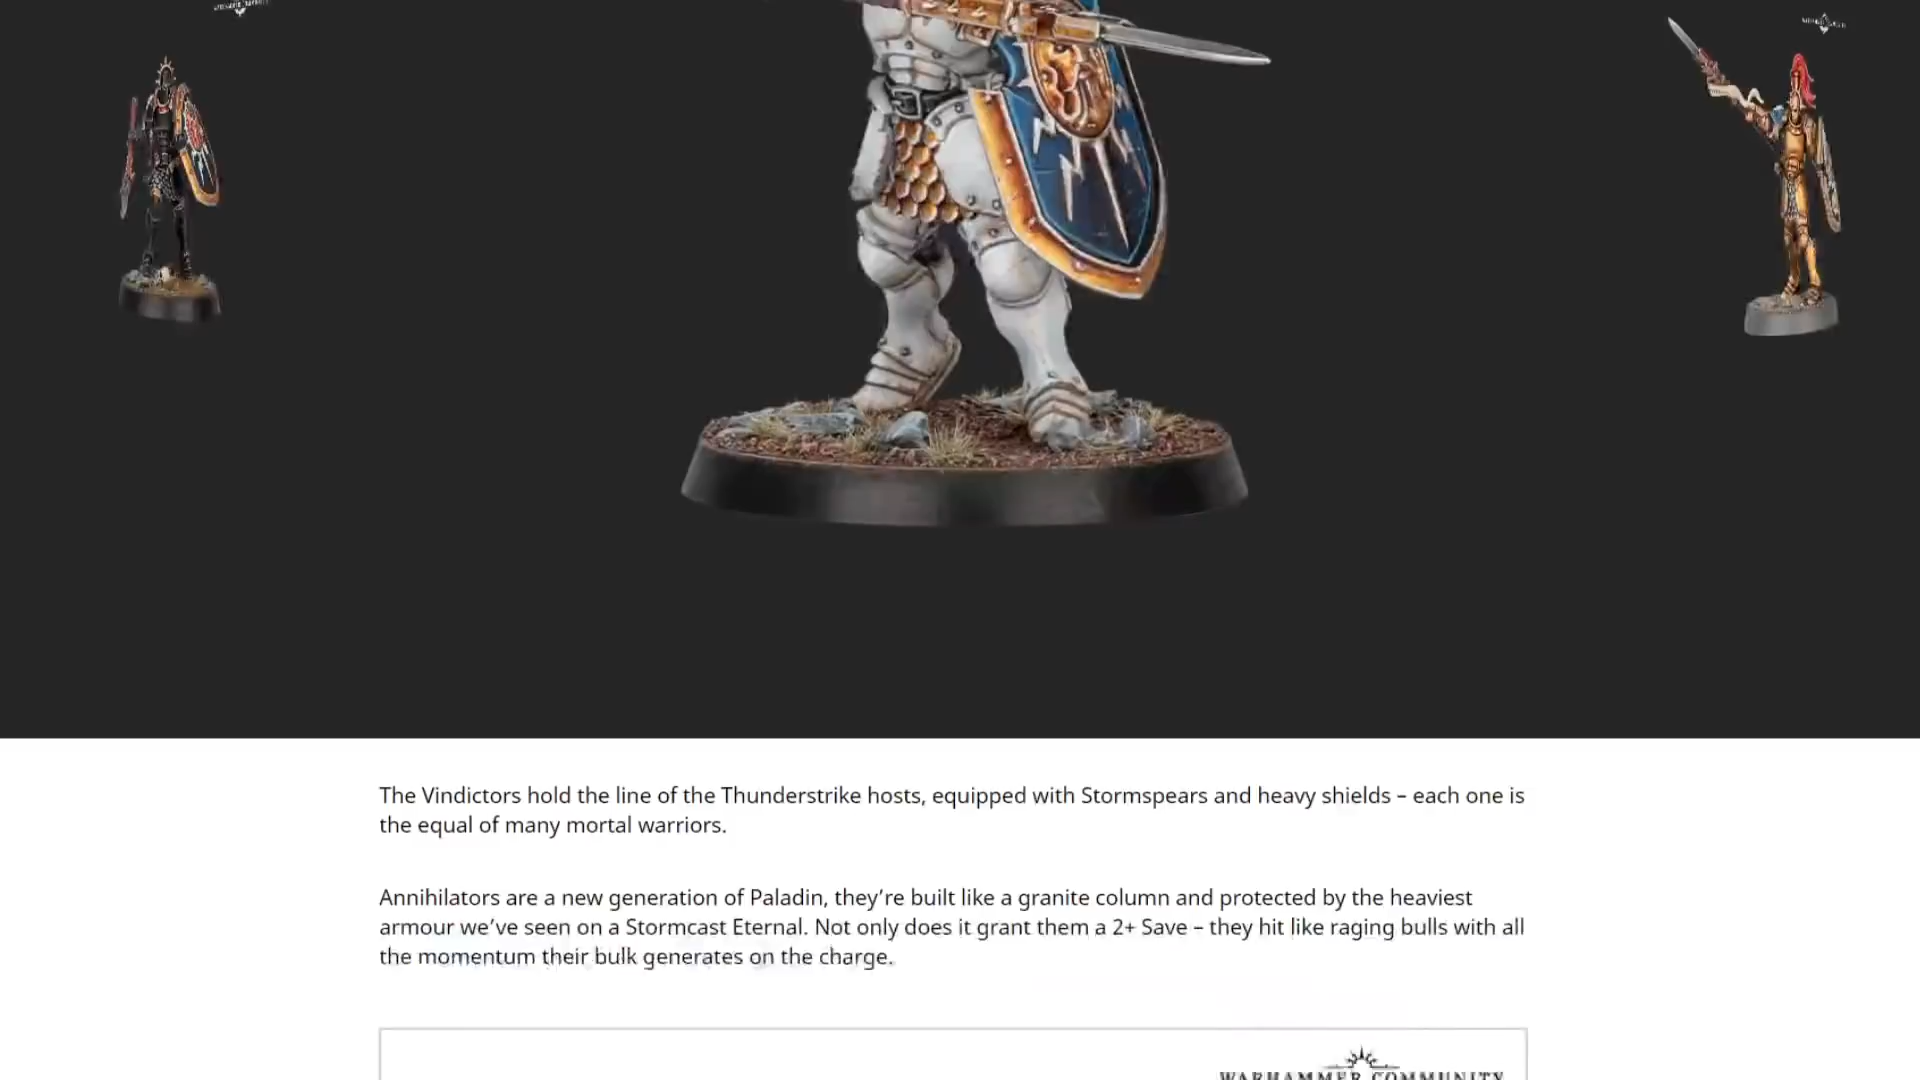 The Vindictors hold the line of the Thunderstrike hosts, equipped with Stormspears and heavy shields – each one is
the equal of many mortal warriors.
Annihilators are a new generation of Paladin, they’re built like a granite column and protected by the heaviest
armour we’ve seen on a Stormcast Eternal. Not only does it grant them a 2+ Save – they hit like raging bulls with all
the momentum their bulk generates on the charge.
WARHAMMER COMMUNITY